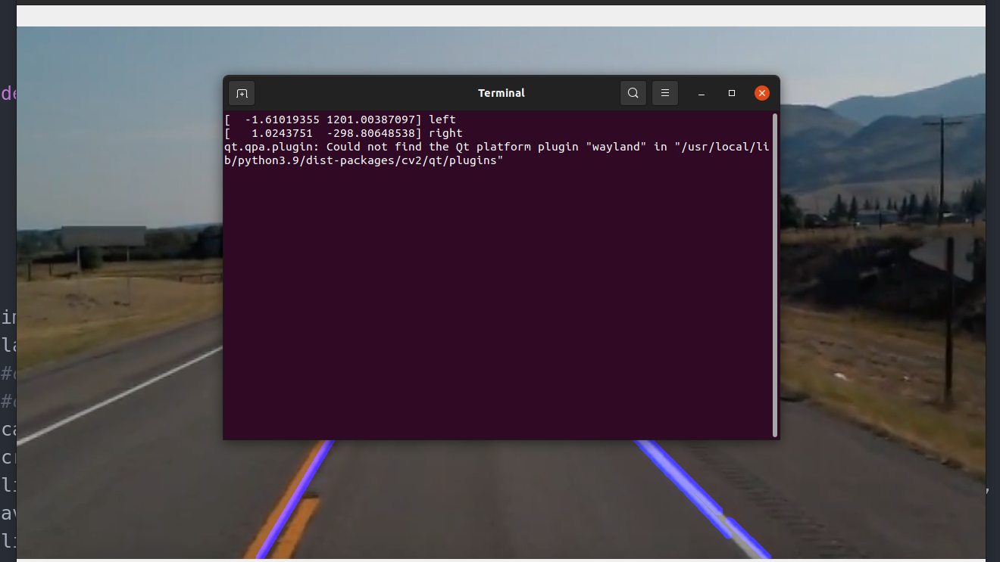 Terminal
[  -1.61019355 1201.00387097] left
[   1.0243751  -298.80648538] right
qt.qpa.plugin: Could not find the Qt platform plugin "wayland" in "/usr/local/li
b/python3.9/dist-packages/cv2/qt/plugins"
de
in
la
#c
#c
ca
cr
li
av
li